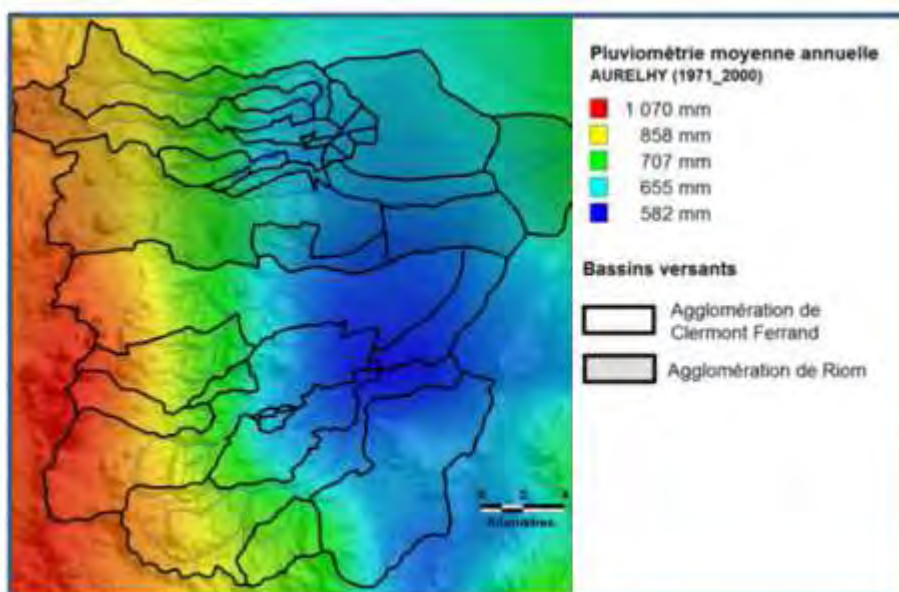 Pluviométrie moyenne annuelle
AURELHY (1971_2000)
1 070 mm
858 mm
707 mm
655 mm
582 mm
Bassins versants
Agglomération de
Clermont Ferrand
Agglomération de Riom
Kilomètres